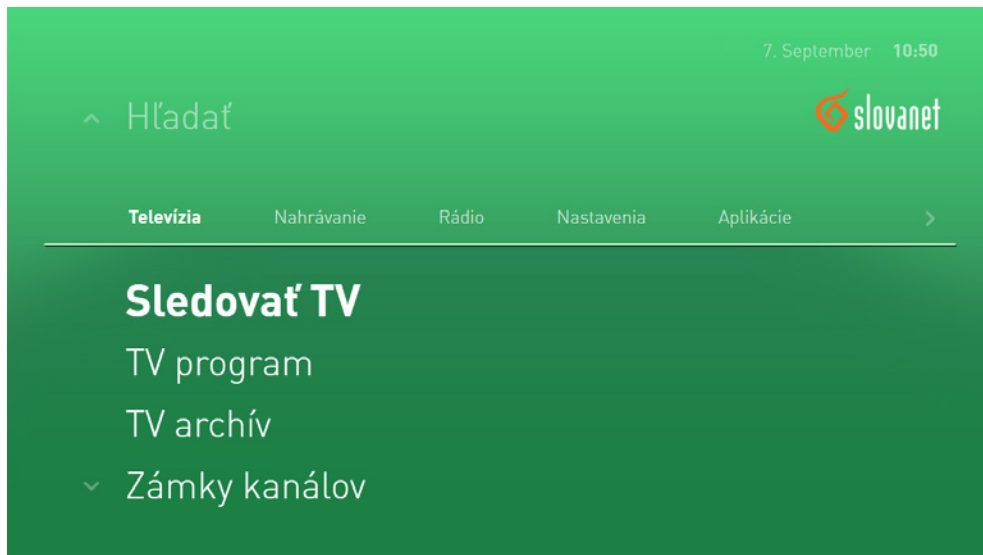 7. September 10:50
Hľadať
slovanet
Televízia Nahrávanie Rádio Nastavenia Aplikácie
Sledovať TV
TV program
TV archív
Zámky kanálov